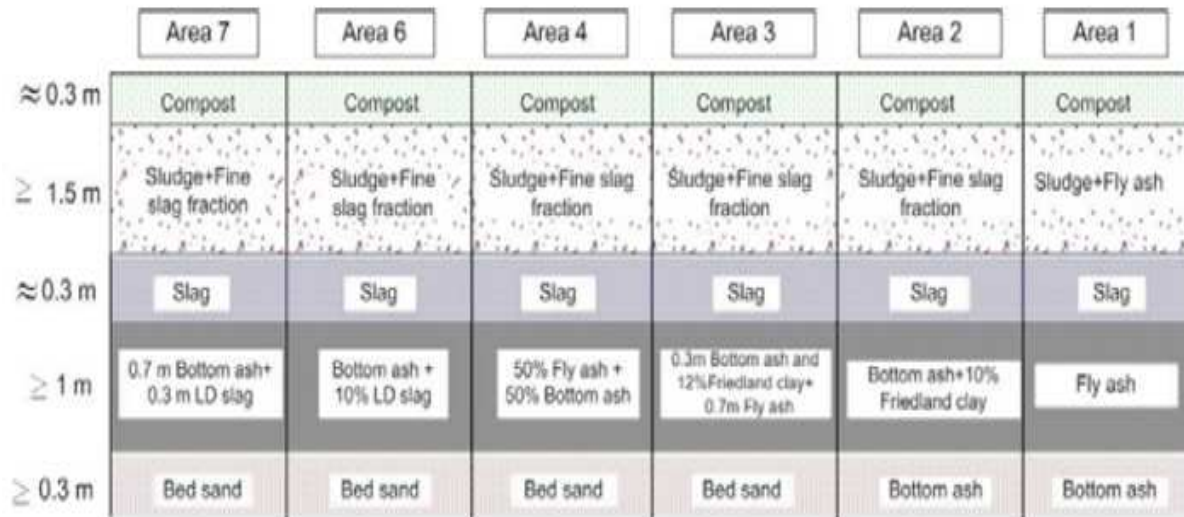 Area 7 Area 6 Area 4 Area 3 Area 2 Area 1
≈ 0.3 m Compost Compost Compost Compost Compost Compost
≥ 1.5 m
Sludge+Fine
slag fraction
Sludge+Fine
slag fraction
Sludge+Fine slag
fraction
Sludge+Fine slag
fraction
Sludge+Fine slag
fraction
Sludge+Fly ash
≈ 0.3 m Slag Slag Slag Slag Slag Slag
≥ 1 m
0.7 m Bottom ash+
0.3 m LD slag
Bottom ash +
10% LD slag
50% Fly ash +
50% Bottom ash
0.3m Bottom ash and
12%Friedland clay+
0.7m Fly ash
Bottom ash+10%
Friedland clay
Fly ash
≥ 0.3 m Bed sand Bed sand Bed sand Bed sand Bottom ash Bottom ash